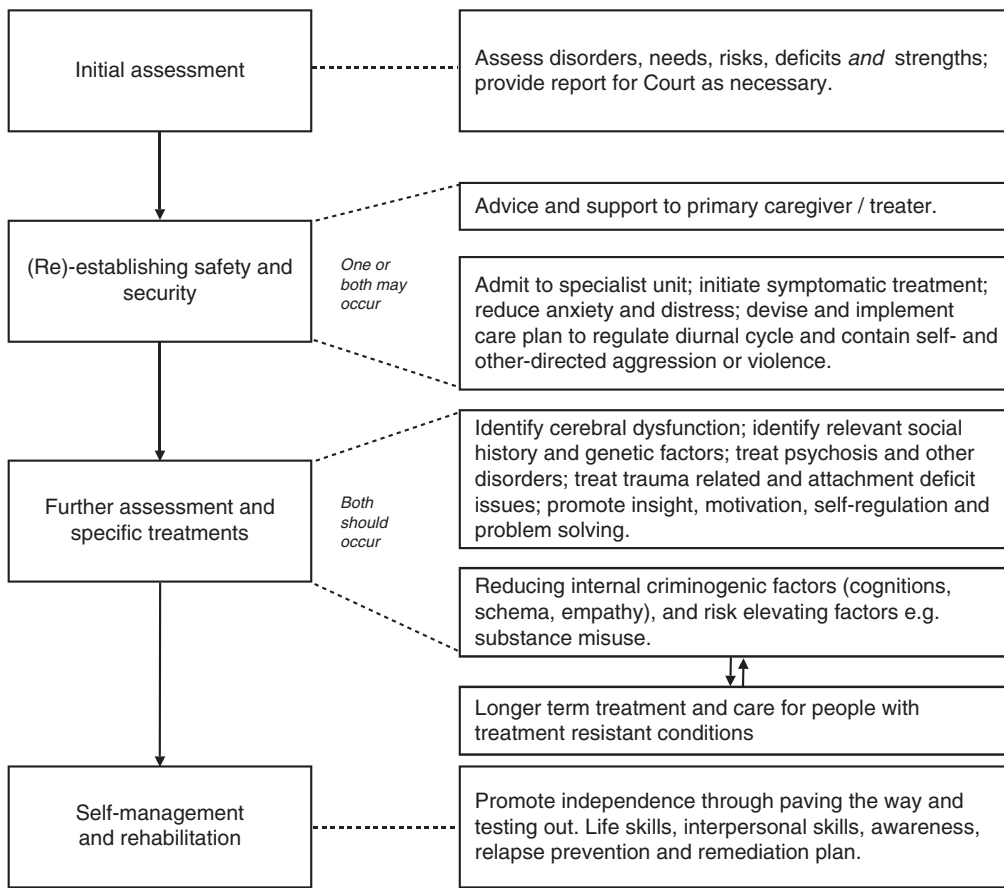 Initial assessment
Assess disorders, needs, risks, deficits and strengths;
provide report for Court as necessary.
(Re)-establishing safety and
security
One or
both may
occur
Advice and support to primary caregiver / treater.
Admit to specialist unit; initiate symptomatic treatment;
reduce anxiety and distress; devise and implement
care plan to regulate diurnal cycle and contain self- and
other-directed aggression or violence.
Further assessment and
specific treatments
Both
should
occur
Identify cerebral dysfunction; identify relevant social
history and genetic factors; treat psychosis and other
disorders; treat trauma related and attachment deficit
issues; promote insight, motivation, self-regulation and
problem solving.
Reducing internal criminogenic factors (cognitions,
schema, empathy), and risk elevating factors e.g.
substance misuse.
Longer term treatment and care for people with
treatment resistant conditions
Self-management
and rehabilitation
Promote independence through paving the way and
testing out. Life skills, interpersonal skills, awareness,
relapse prevention and remediation plan.